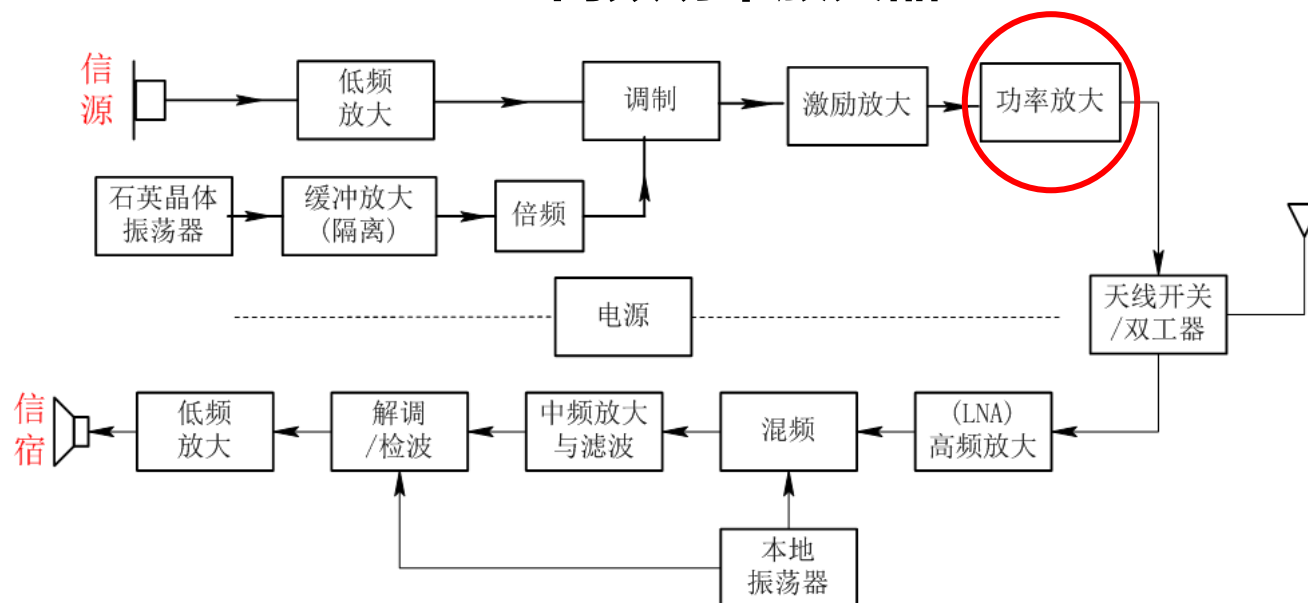 信
源
低频
放大
调制
激励放大
功率放大
石英晶体
振荡器
缓冲放大
(隔离)
倍频
电源
天线开关
/双工器
信
宿
低频
放大
解调
/检波
中频放大
与滤波
混频
(LNA)
高频放大
本地
振荡器